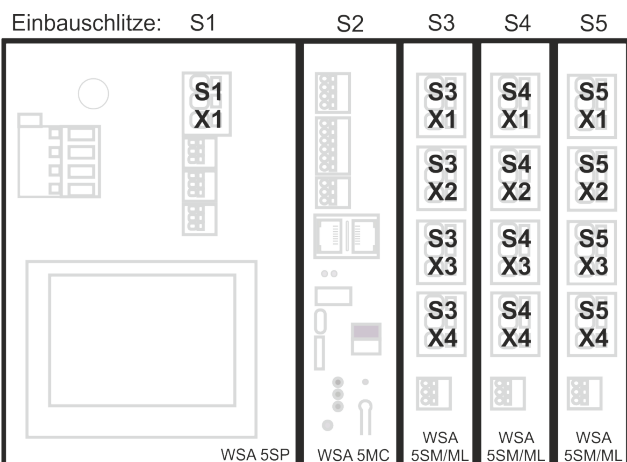 Einbauschlitze: S1 S2 S3 S4 S5
S1
X1
S3
X1
S4
X1
S5
X1
S3
X2
S4
X2
S5
X2
S3
X3
S4
X3
S5
X3
S3
X4
S4
X4
S5
X4
WSA 5SP
WSA 5MC
WSA
5SM/ML
WSA
5SM/ML
WSA
5SM/ML